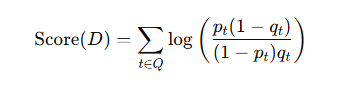 Score(D) = ∑_{t∈Q} log ( p_t(1 − q_t) / (1 − p_t)q_t )